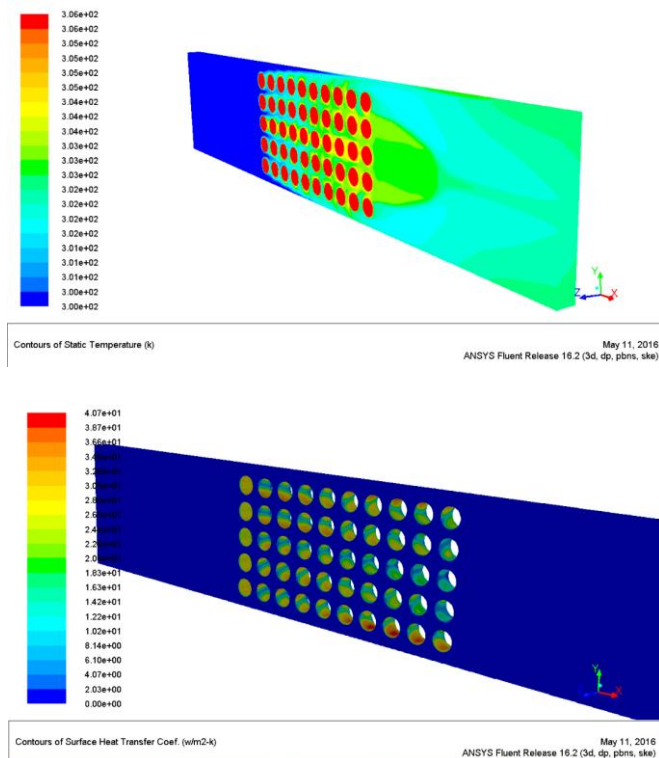 3.06e+02
3.06e+02
3.05e+02
3.05e+02
3.05e+02
3.04e+02
3.04e+02
3.04e+02
3.04e+02
3.03e+02
3.03e+02
3.03e+02
3.02e+02
3.02e+02
3.02e+02
3.02e+02
3.01e+02
3.01e+02
3.01e+02
3.00e+02
3.00e+02
Y
Z
X
Contours of Static Temperature (k)
May 11, 2016
ANSYS Fluent Release 16.2 (3d, dp, pbns, ske)
4.07e+01
3.87e+01
3.66e+01
1.83e+01
1.63e+01
1.42e+01
1.22e+01
1.02e+01
8.14e+00
6.10e+00
4.07e+00
2.03e+00
0.00e+00
Y
X
Contours of Surface Heat Transfer Coef. (w/m2-k)
May 11, 2016
ANSYS Fluent Release 16.2 (3d, dp, pbns, ske)